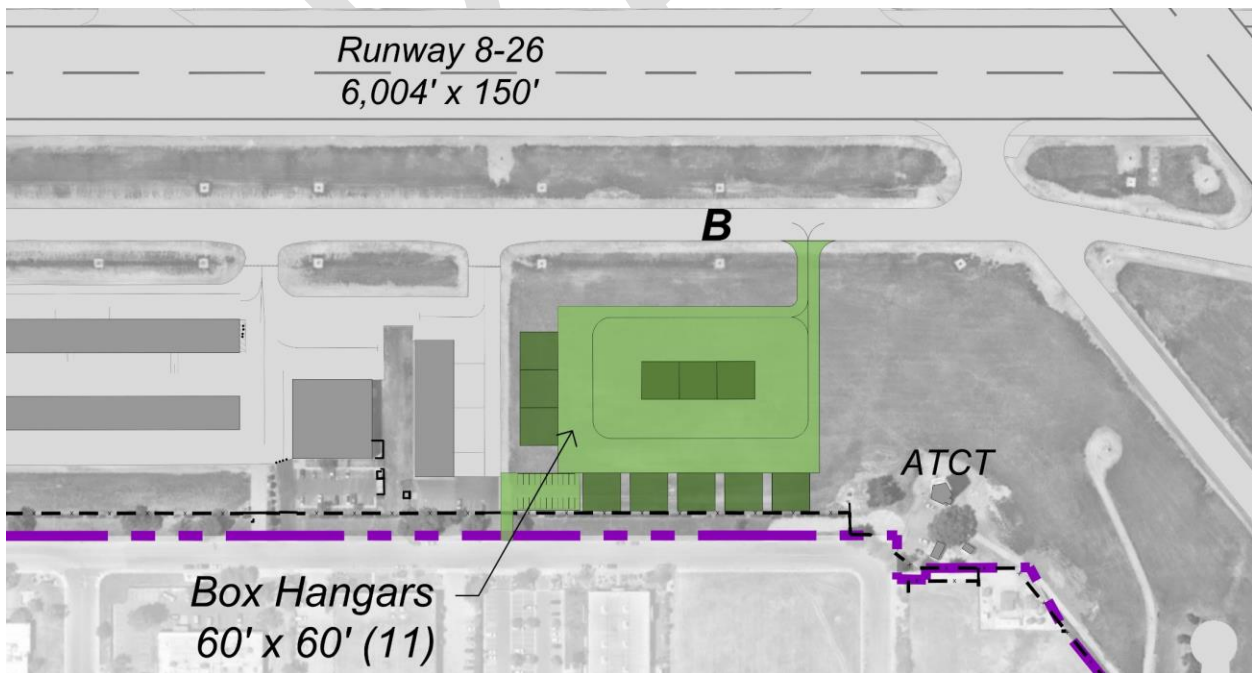 Runway 8-26
6,004' x 150'
B
ATCT
Box Hangars
60' x 60' (11)